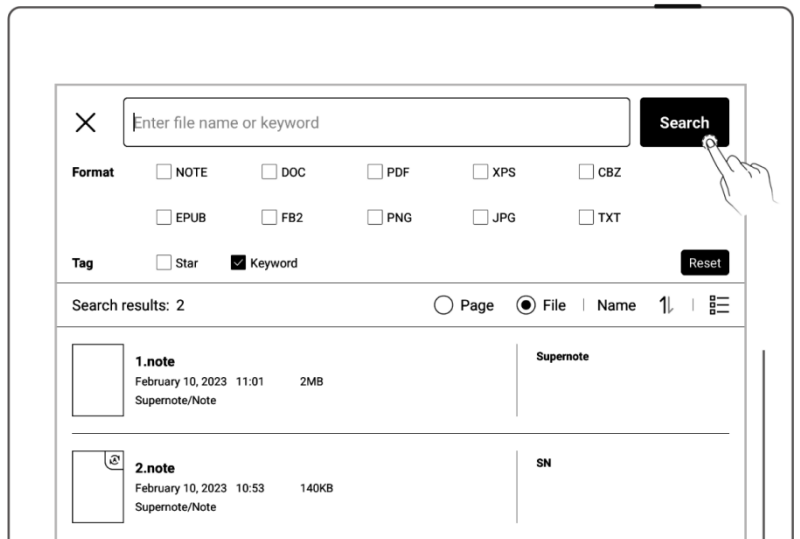 Enter file name or keyword Search
Format NOTE DOC PDF XPS CBZ
EPUB FB2 PNG JPG TXT
Tag Star Keyword Reset
Search results: 2 Page File Name
1.note
February 10, 2023 11:01 2MB
Supernote/Note
Supernote
2.note
February 10, 2023 10:53 140KB
Supernote/Note
SN